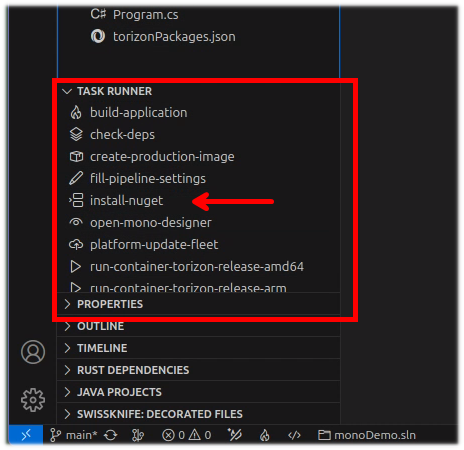 C# Program.cs
torizonPackages.json
TASK RUNNER
build-application
check-deps
create-production-image
fill-pipeline-settings
install-nuget
open-mono-designer
platform-update-fleet
run-container-torizon-release-amd64
run-container-torizon-release-arm
PROPERTIES
OUTLINE
TIMELINE
RUST DEPENDENCIES
JAVA PROJECTS
SWISSKNIFE: DECORATED FILES
main* 0 0 monoDemo.sln